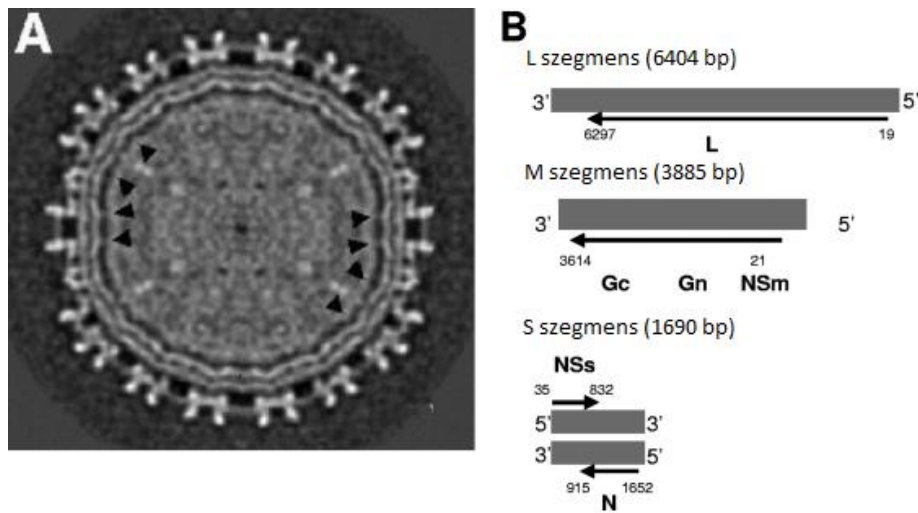 A
B
L szegmens (6404 bp)
3’ 5’
6297 19
L
M szegmens (3885 bp)
3’ 5’
3614 21
Gc Gn NSm
S szegmens (1690 bp)
NSs
35 832
5’ 3’
3’ 5’
915 1652
N